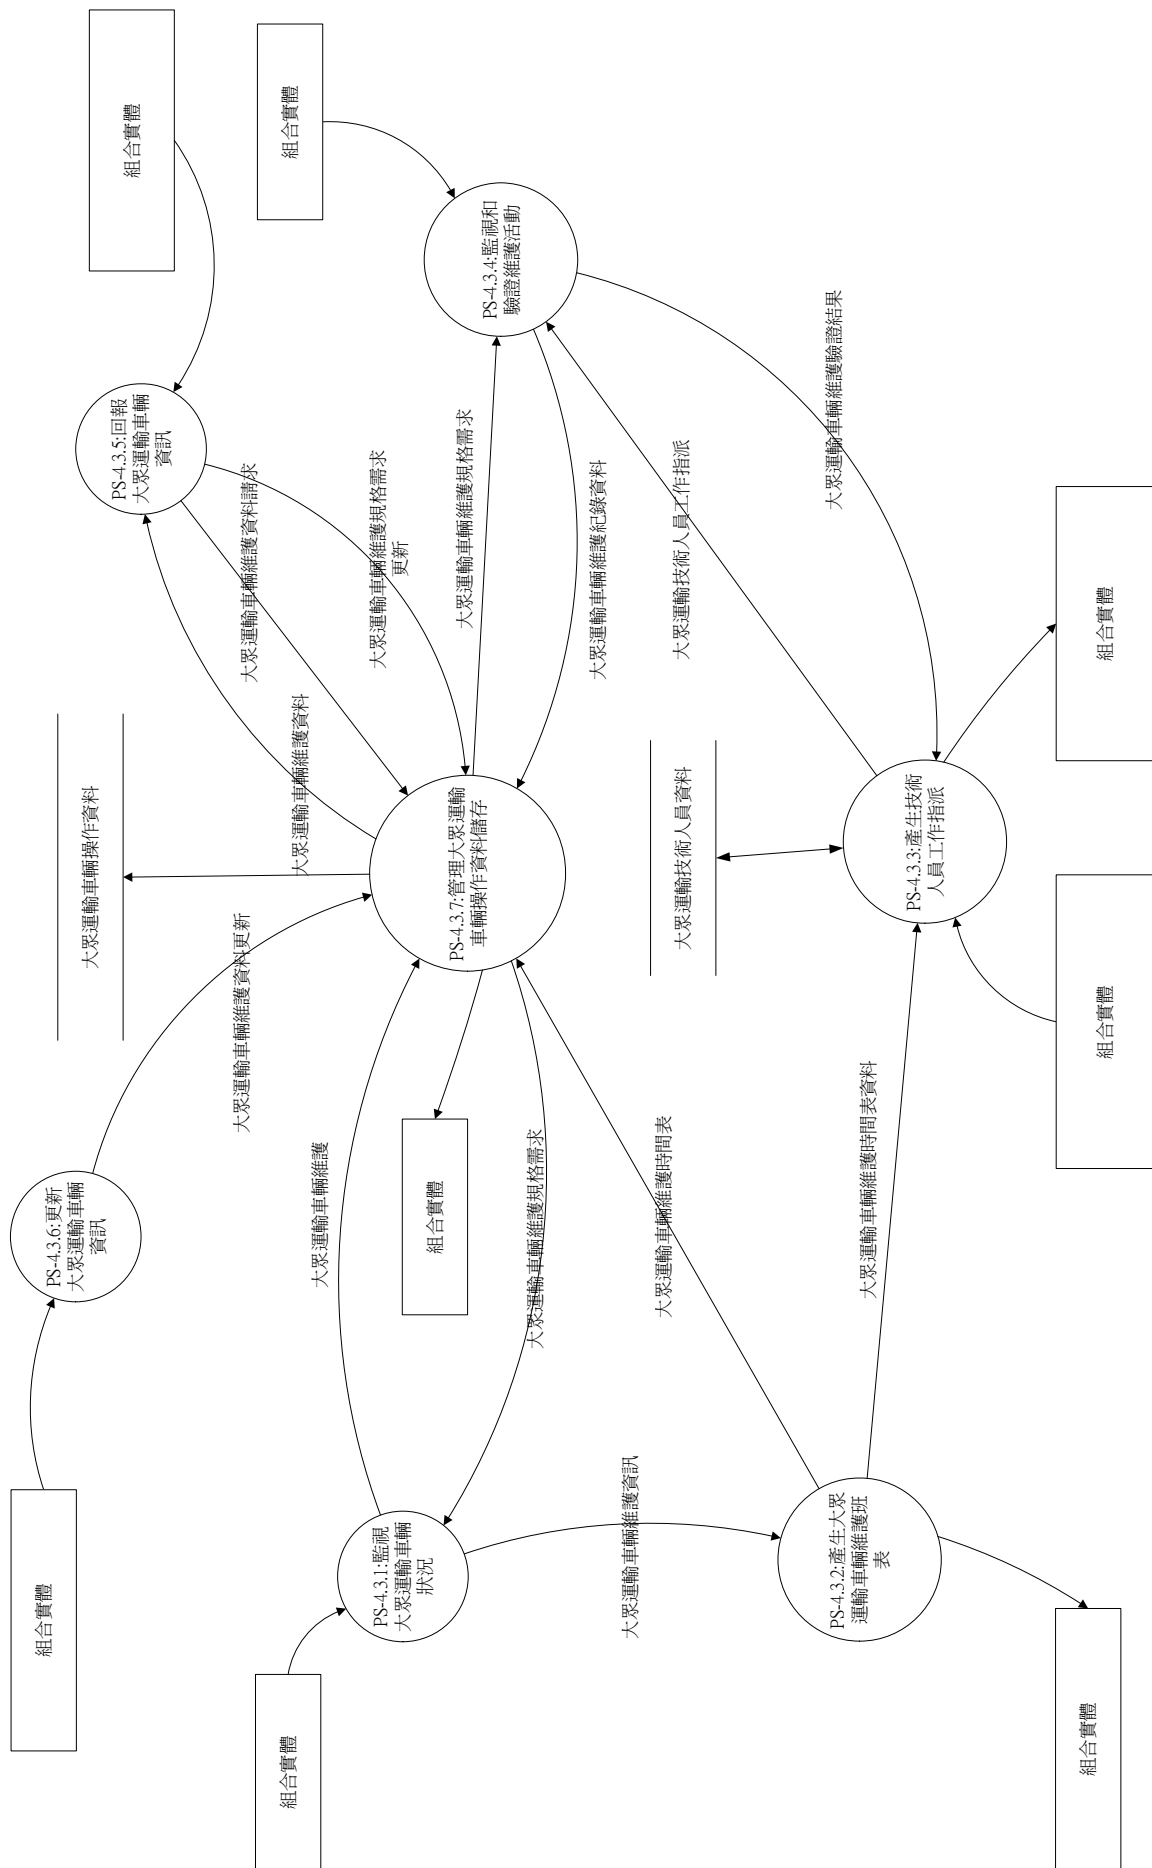 組合實體
PS-4.3.6:更新
大眾運輸車輛
資訊
大眾運輸車輛操作資料
PS-4.3.5:回報
大眾運輸車輛
資訊
組合實體
大眾運輸車輛維護資料更新
大眾運輸車輛維護資料請求
組合實體
組合實體
大眾運輸車輛維護資料
大眾運輸車輛維護
PS-4.3.1:監視
大眾運輸車輛
狀況
大眾運輸車輛維護規格需求
更新
組合實體
PS-4.3.7:管理大眾運輸
車輛操作資料儲存
大眾運輸車輛維護規格需求
PS-4.3.4:監視和
驗證維護活動
大眾運輸車輛維護規格需求
大眾運輸車輛維護紀錄資料
大眾運輸車輛維護資訊
大眾運輸車輛維護時間表
大眾運輸技術人員資料
大眾運輸技術人員工作指派
大眾運輸車輛維護驗證結果
PS-4.3.2:產生大眾
運輸車輛維護班
表
大眾運輸車輛維護時間表資料
PS-4.3.3:產生技術
人員工作指派
組合實體
組合實體
組合實體